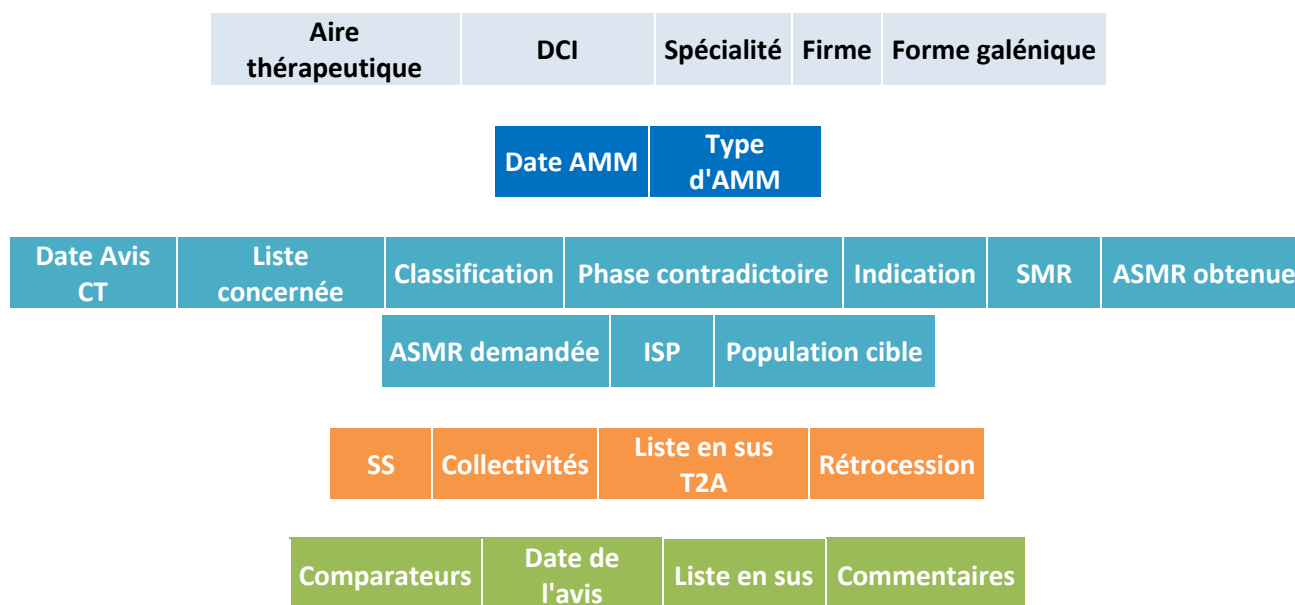 Aire thérapeutique DCI Spécialité Firme Forme galénique
Date AMM Type d'AMM
Date Avis CT Liste concernée Classification Phase contradictoire Indication SMR ASMR obtenue
ASMR demandée ISP Population cible
SS Collectivités Liste en sus T2A Rétrocession
Comparateurs Date de l'avis Liste en sus Commentaires